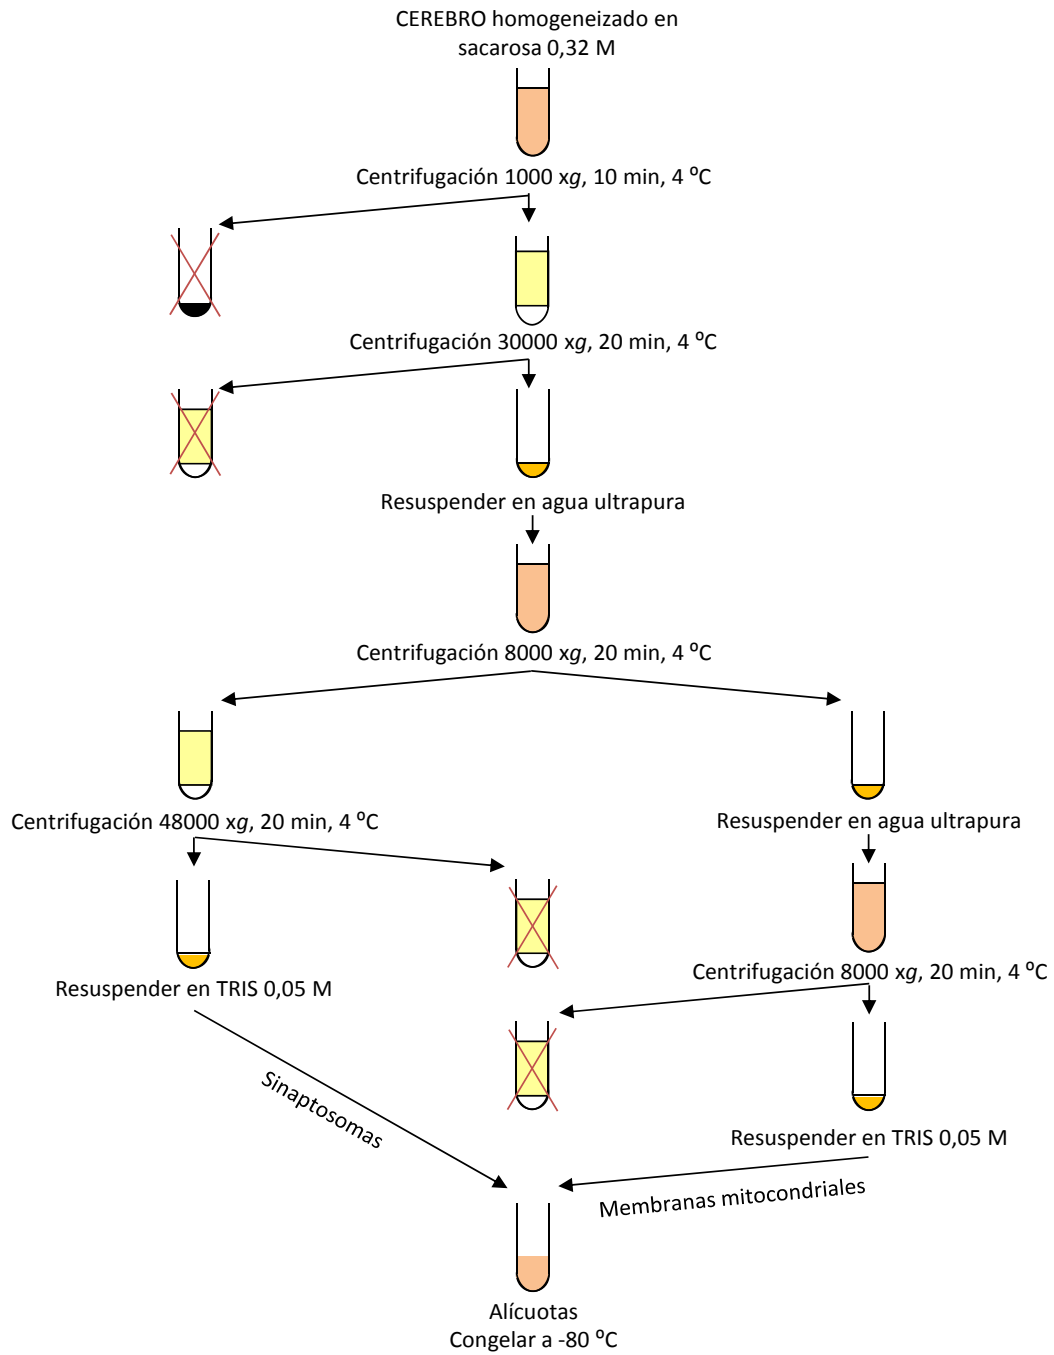 CEREBRO homogeneizado en
sacarosa 0,32 M
Centrifugación 1000 xg, 10 min, 4 ºC
Centrifugación 30000 xg, 20 min, 4 ºC
Resuspender en agua ultrapura
Centrifugación 8000 xg, 20 min, 4 ºC
Centrifugación 48000 xg, 20 min, 4 ºC
Resuspender en agua ultrapura
Resuspender en TRIS 0,05 M
Centrifugación 8000 xg, 20 min, 4 ºC
Sinaptosomas
Resuspender en TRIS 0,05 M
Membranas mitocondriales
Alícuotas
Congelar a -80 ºC